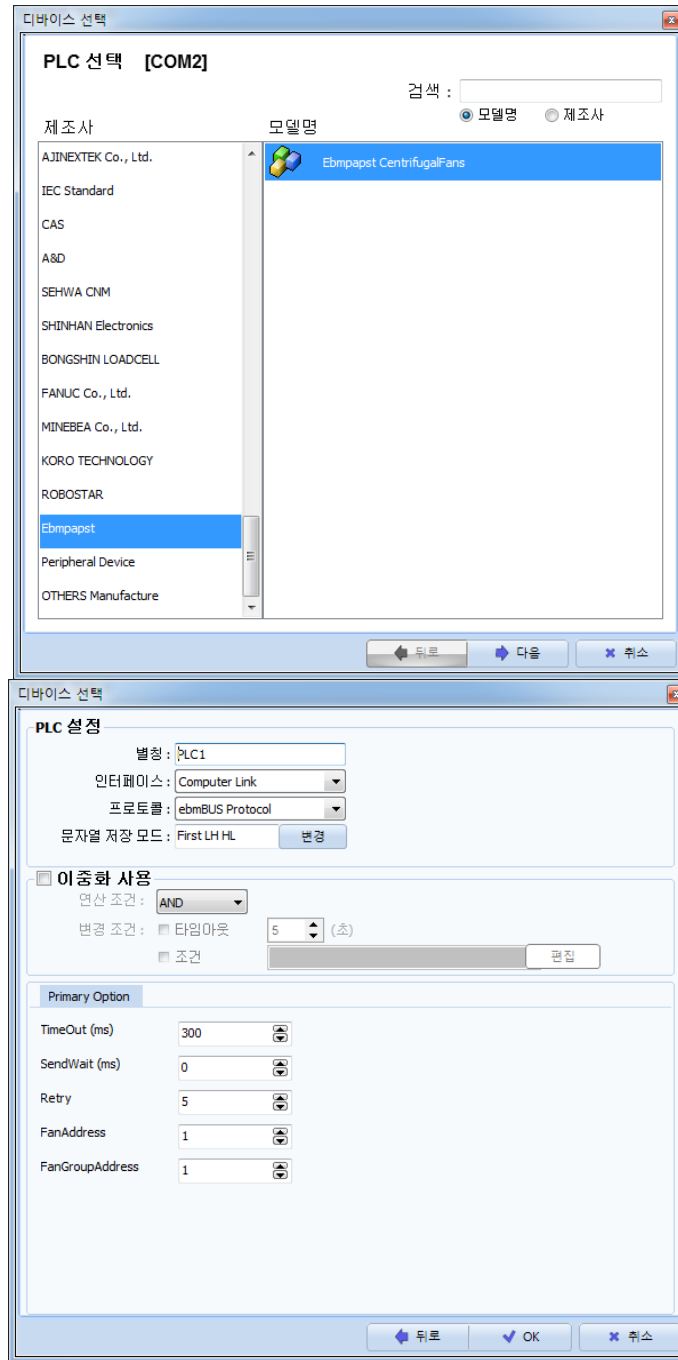 디바이스 선택
PLC 선택 [COM2]
검색 :
모델명 제조사
제조사 모델명
AJINEXTEK Co., Ltd.
Ebmpapst CentrifugalFans
IEC Standard
CAS
A&D
SEHWA CNM
SHINHAN Electronics
BONGSHIN LOADCELL
FANUC Co., Ltd.
MINEBEA Co., Ltd.
KORO TECHNOLOGY
ROBOSTAR
Ebmpapst
Peripheral Device
OTHERS Manufacture
뒤로 다음 취소
디바이스 선택
PLC 설정
별칭 : PLC1
인터페이스 : Computer Link
프로토콜 : ebmBUS Protocol
문자열 저장 모드 : First LH HL 변경
이중화 사용
연산 조건 : AND
변경 조건 : 타임아웃 5 (초)
조건 편집
Primary Option
TimeOut (ms) 300
SendWait (ms) 0
Retry 5
FanAddress 1
FanGroupAddress 1
뒤로 OK 취소